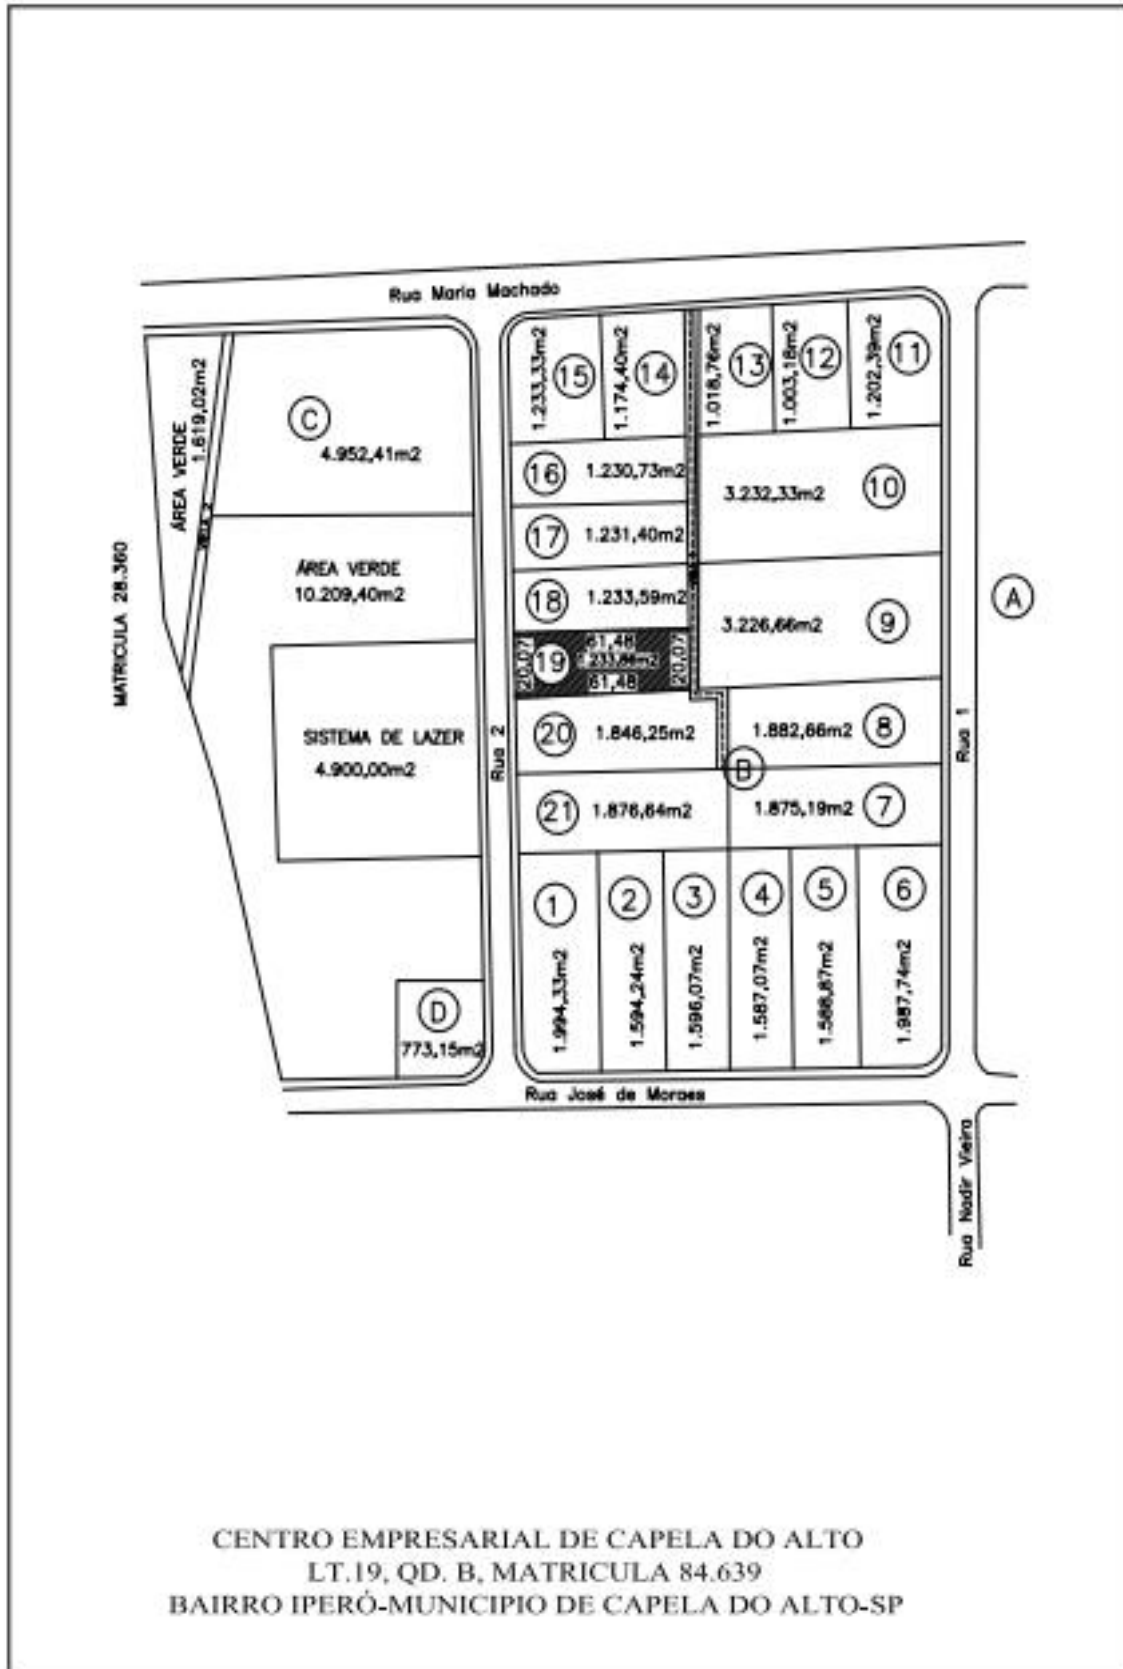 Rua Maria Machado
ÁREA VERDE
1.619,02m2
C
4.952,41m2
15
1.233,33m2
14
1.174,40m2
13
1.018,76m2
12
1.003,18m2
11
1.202,39m2
16 1.230,73m2
3.232,33m2 10
17 1.231,40m2
MATRICULA 28.360
ÁREA VERDE
10.209,40m2
18 1.233,59m2
3.226,66m2 9
A
61,48
20,07 19 1.233,88m2 20,07
61,48
SISTEMA DE LAZER
4.900,00m2
Rua 2
20 1.846,25m2
1.882,66m2 8
Rua 1
B
21 1.876,64m2
1.875,19m2 7
1
1.994,33m2
2
1.594,24m2
3
1.596,07m2
4
1.587,07m2
5
1.588,87m2
6
1.987,74m2
D
773,15m2
Rua José de Moraes
Rua Nadir Vieira
CENTRO EMPRESARIAL DE CAPELA DO ALTO
LT.19, QD. B, MATRICULA 84.639
BAIRRO IPERÓ-MUNICIPIO DE CAPELA DO ALTO-SP